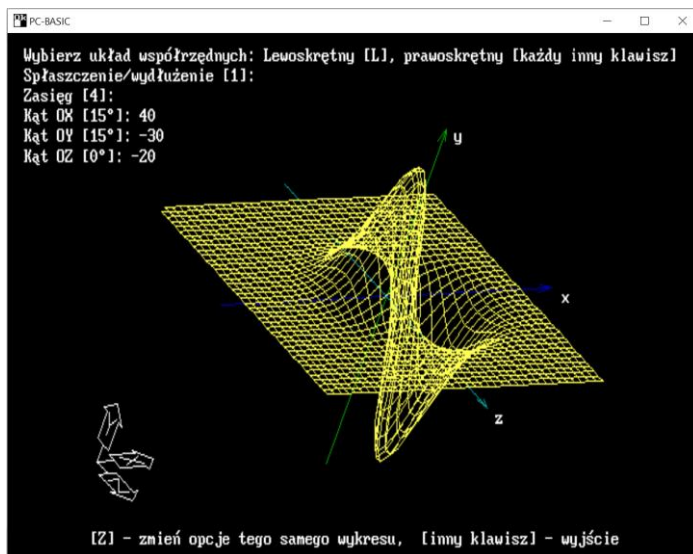 PC-BASIC
Wybierz układ współrzędnych: Lewoskrętny [L], prawoskrętny [każdy inny klawisz]
Spłaszczenie/wydłużenie [1]:
Zasięg [4]:
Kąt OX [15°]: 40
Kąt OY [15°]: -30
Kąt OZ [0°]: -20
y
x
z
[Z] - zmień opcje tego samego wykresu, [inny klawisz] - wyjście